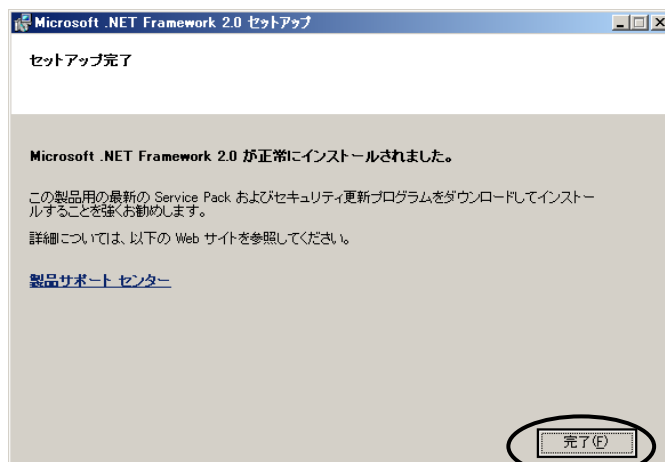 Microsoft .NET Framework 2.0 セットアップ
セットアップ完了
Microsoft .NET Framework 2.0 が正常にインストールされました。
この製品用の最新の Service Pack およびセキュリティ更新プログラムをダウンロードしてインストー
ルすることを強くお勧めします。
詳細については、以下の Web サイトを参照してください。
製品サポート センター
完了(F)